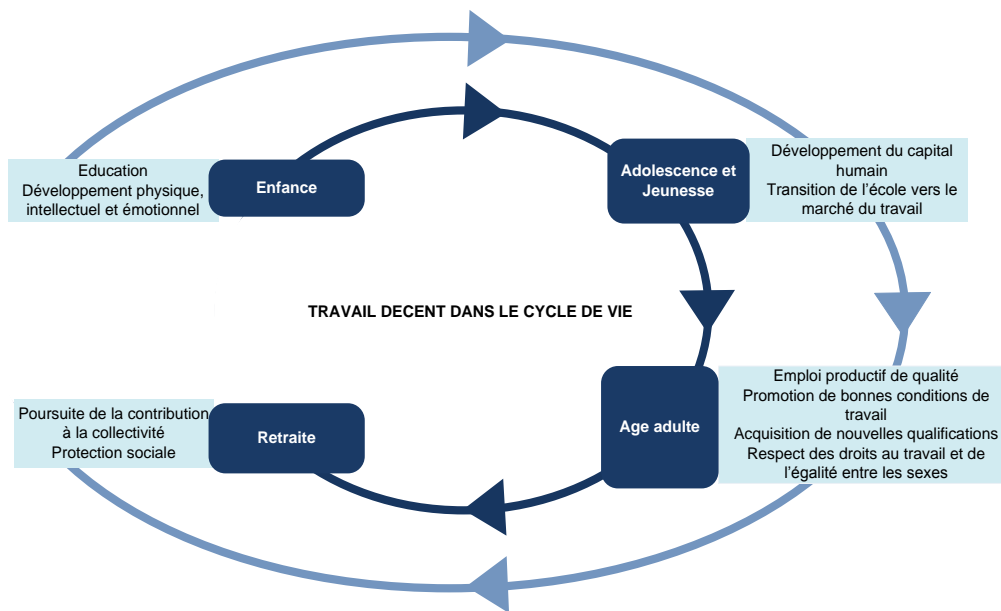 Education
Développement physique,
intellectuel et émotionnel
Enfance
Adolescence et
Jeunesse
Développement du capital
humain
Transition de l’école vers le
marché du travail
TRAVAIL DECENT DANS LE CYCLE DE VIE
Poursuite de la contribution
à la collectivité
Protection sociale
Retraite
Age adulte
Emploi productif de qualité
Promotion de bonnes conditions de
travail
Acquisition de nouvelles qualifications
Respect des droits au travail et de
l’égalité entre les sexes